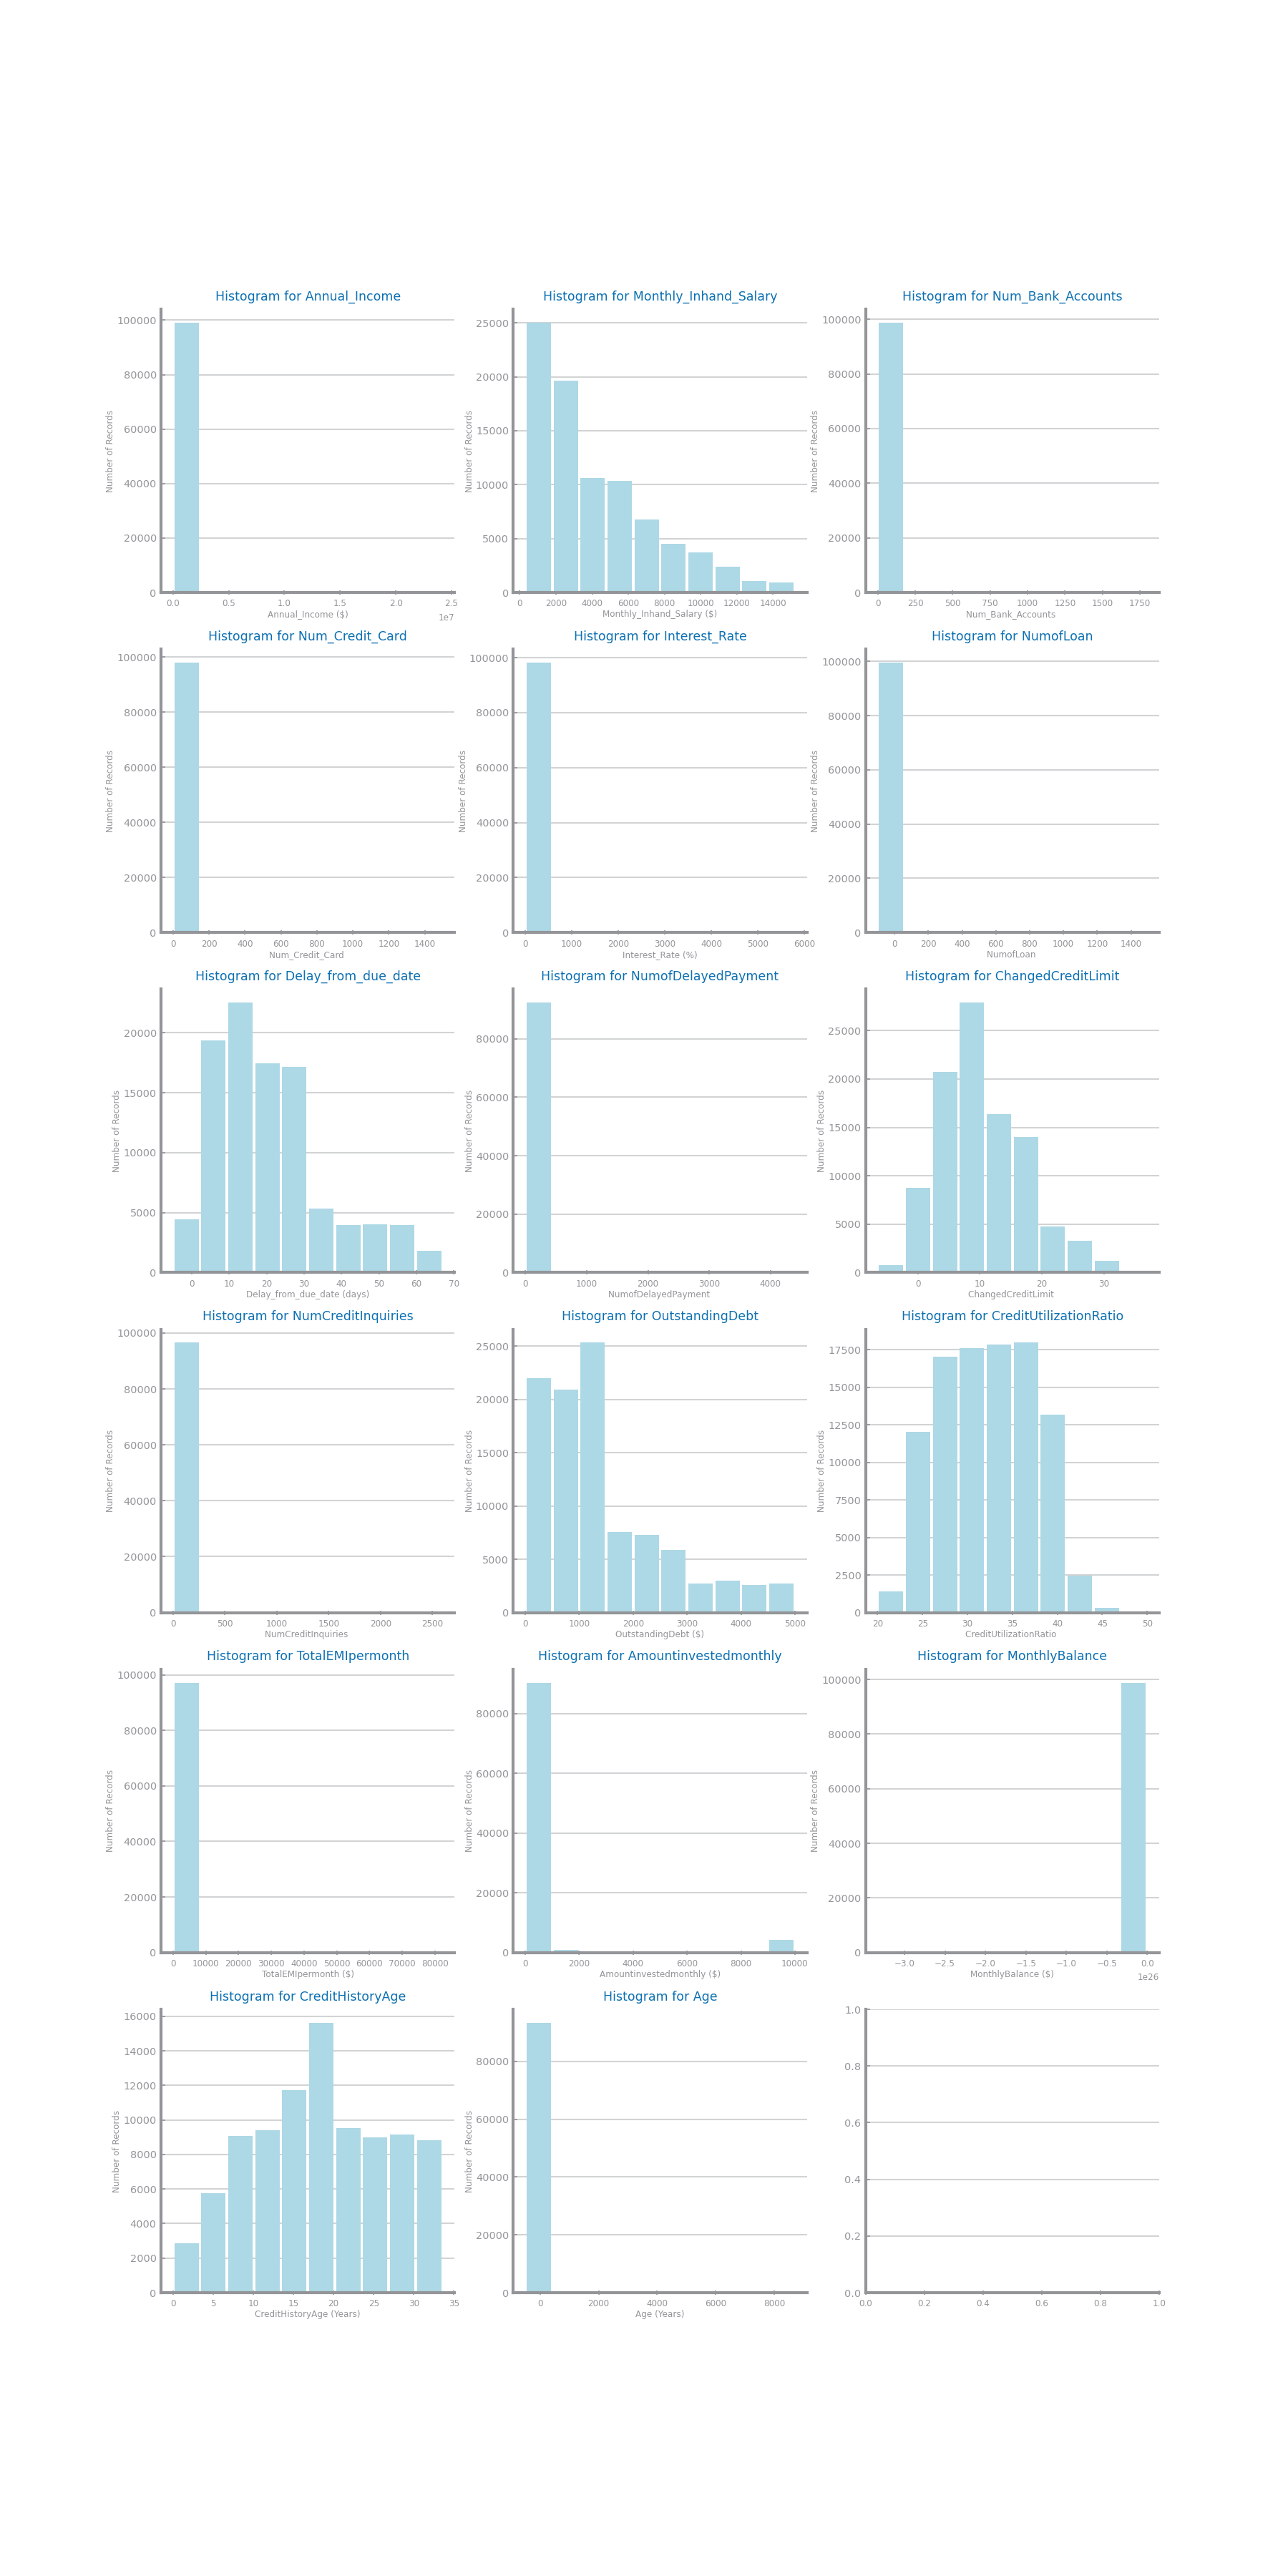 Histogram for Annual_Income
100000
80000
60000
40000
20000
0
Number of Records
0.0 0.5 1.0 1.5 2.0 2.5
Annual_Income ($)
1e7
Histogram for Monthly_Inhand_Salary
25000
20000
15000
10000
5000
0
Number of Records
0 2000 4000 6000 8000 10000 12000 14000
Monthly_Inhand_Salary ($)
Histogram for Num_Bank_Accounts
100000
80000
60000
40000
20000
0
Number of Records
0 250 500 750 1000 1250 1500 1750
Num_Bank_Accounts
Histogram for Num_Credit_Card
100000
80000
60000
40000
20000
0
Number of Records
0 200 400 600 800 1000 1200 1400
Num_Credit_Card
Histogram for Interest_Rate
100000
80000
60000
40000
20000
0
Number of Records
0 1000 2000 3000 4000 5000 6000
Interest_Rate (%)
Histogram for NumofLoan
100000
80000
60000
40000
20000
0
Number of Records
0 200 400 600 800 1000 1200 1400
NumofLoan
Histogram for Delay_from_due_date
20000
15000
10000
5000
0
Number of Records
0 10 20 30 40 50 60 70
Delay_from_due_date (days)
Histogram for NumofDelayedPayment
80000
60000
40000
20000
0
Number of Records
0 1000 2000 3000 4000
NumofDelayedPayment
Histogram for ChangedCreditLimit
25000
20000
15000
10000
5000
0
Number of Records
0 10 20 30
ChangedCreditLimit
Histogram for NumCreditInquiries
100000
80000
60000
40000
20000
0
Number of Records
0 500 1000 1500 2000 2500
NumCreditInquiries
Histogram for OutstandingDebt
25000
20000
15000
10000
5000
0
Number of Records
0 1000 2000 3000 4000 5000
OutstandingDebt ($)
Histogram for CreditUtilizationRatio
17500
15000
12500
10000
7500
5000
2500
0
Number of Records
20 25 30 35 40 45 50
CreditUtilizationRatio
Histogram for TotalEMIpermonth
100000
80000
60000
40000
20000
0
Number of Records
0 10000 20000 30000 40000 50000 60000 70000 80000
TotalEMIpermonth ($)
Histogram for Amountinvestedmonthly
80000
60000
40000
20000
0
Number of Records
0 2000 4000 6000 8000 10000
Amountinvestedmonthly ($)
Histogram for MonthlyBalance
100000
80000
60000
40000
20000
0
Number of Records
−3.0 −2.5 −2.0 −1.5 −1.0 −0.5 0.0
MonthlyBalance ($)
1e26
Histogram for CreditHistoryAge
16000
14000
12000
10000
8000
6000
4000
2000
0
Number of Records
0 5 10 15 20 25 30 35
CreditHistoryAge (Years)
Histogram for Age
80000
60000
40000
20000
0
Number of Records
0 2000 4000 6000 8000
Age (Years)
1.0
0.8
0.6
0.4
0.2
0.0
0.0 0.2 0.4 0.6 0.8 1.0